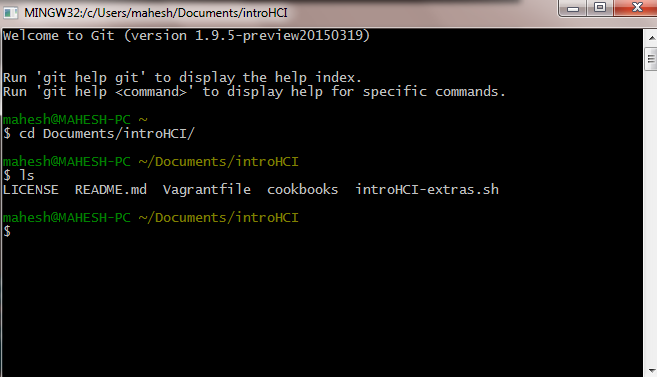 MINGW32:/c/Users/mahesh/Documents/introHCI
Welcome to Git (version 1.9.5-preview20150319)
Run 'git help git' to display the help index.
Run 'git help <command>' to display help for specific commands.
mahesh@MAHESH-PC ~
$ cd Documents/introHCI/
mahesh@MAHESH-PC ~/Documents/introHCI
$ ls
LICENSE  README.md  Vagrantfile  cookbooks  introHCI-extras.sh
mahesh@MAHESH-PC ~/Documents/introHCI
$